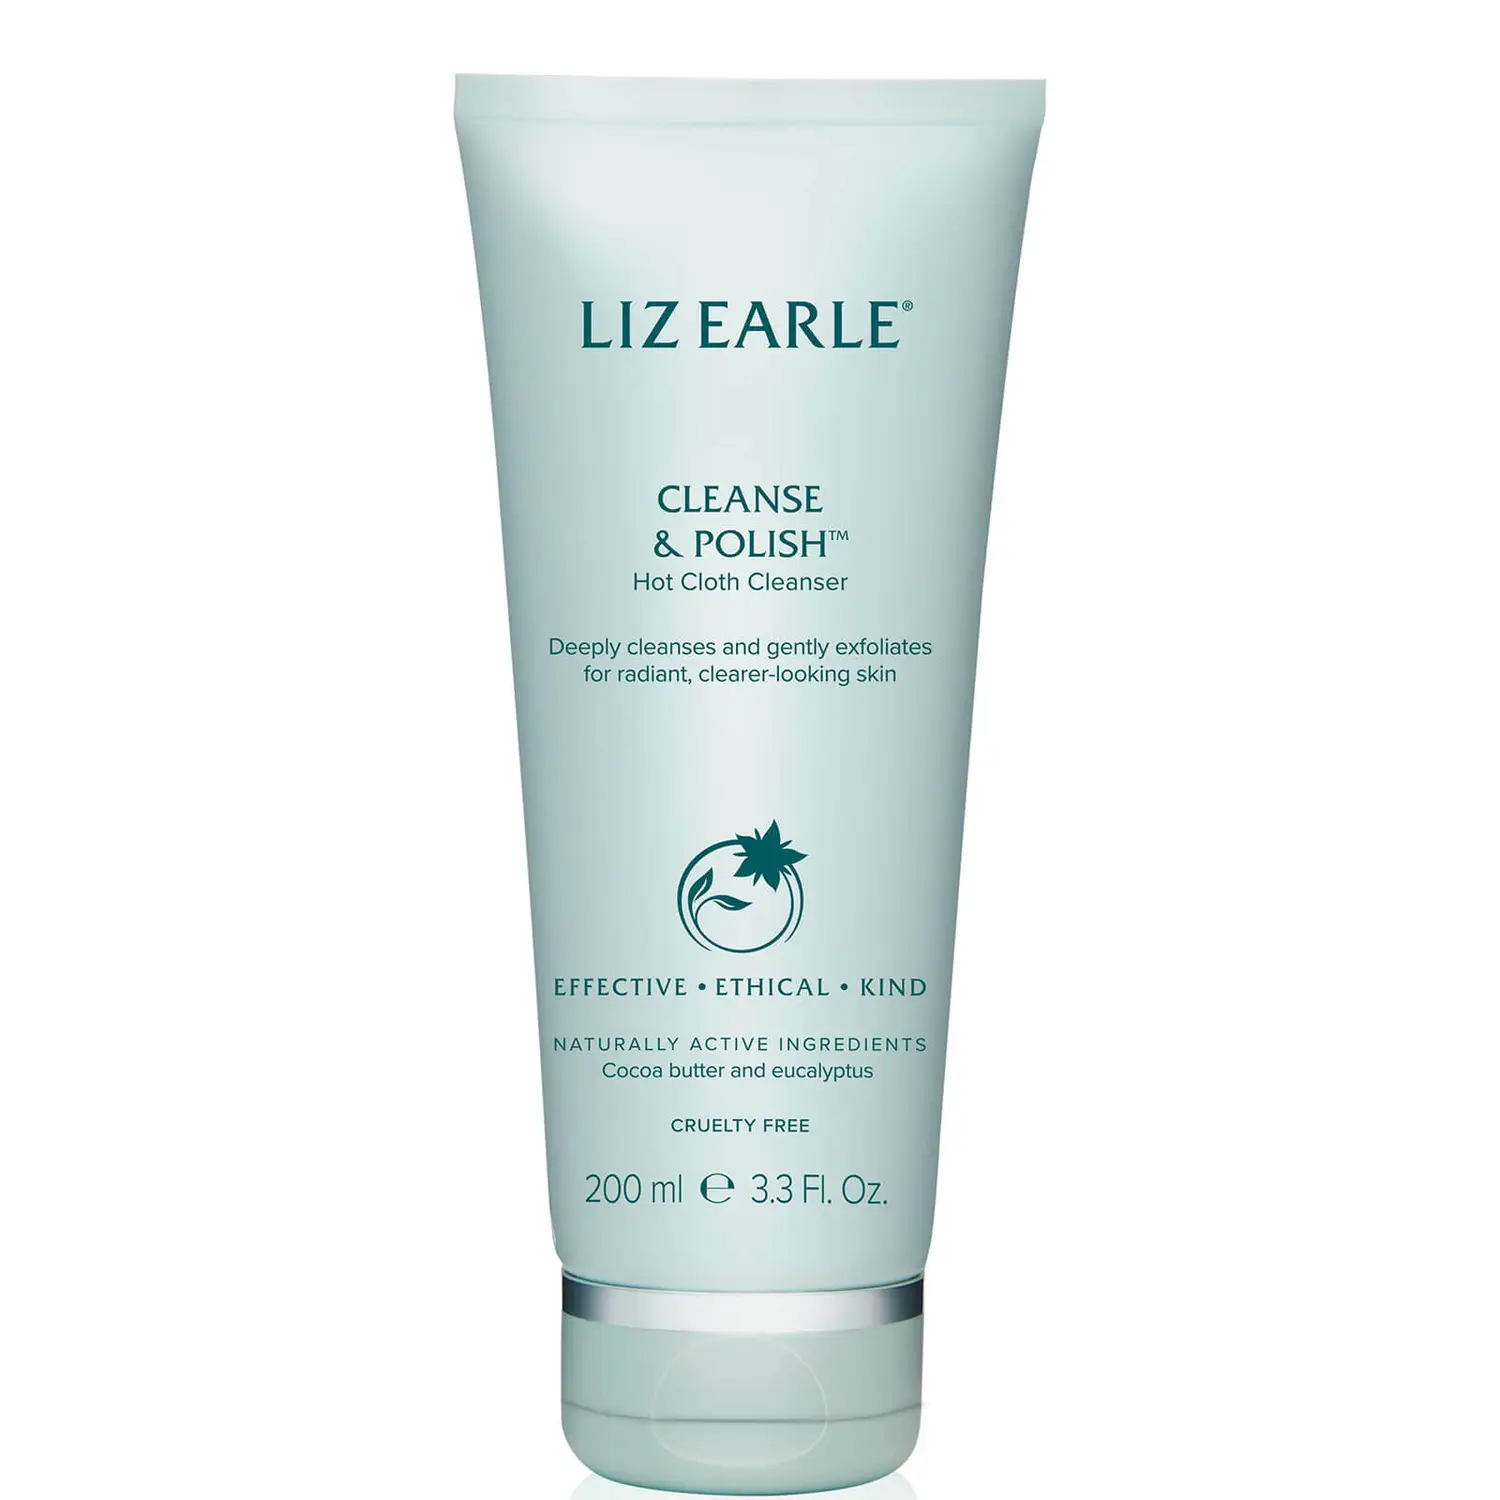 LIZ EARLE®
CLEANSE
& POLISH™
Hot Cloth Cleanser
Deeply cleanses and gently exfoliates
for radiant, clearer-looking skin
EFFECTIVE • ETHICAL • KIND
NATURALLY ACTIVE INGREDIENTS
Cocoa butter and eucalyptus
CRUELTY FREE
200 ml ℮ 3.3 Fl. Oz.